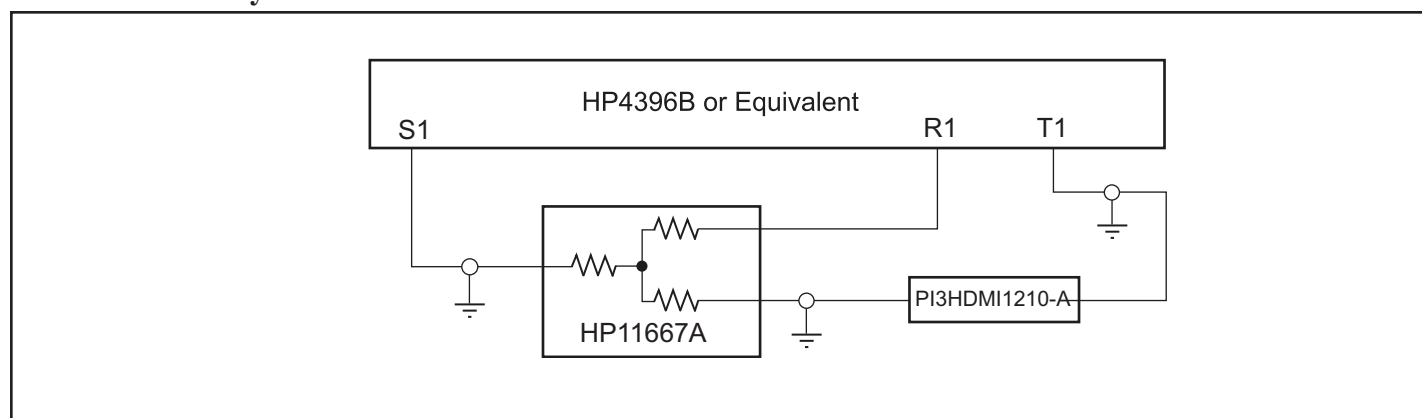 HP4396B or Equivalent
S1
R1
T1
PI3HDMI1210-A
HP11667A